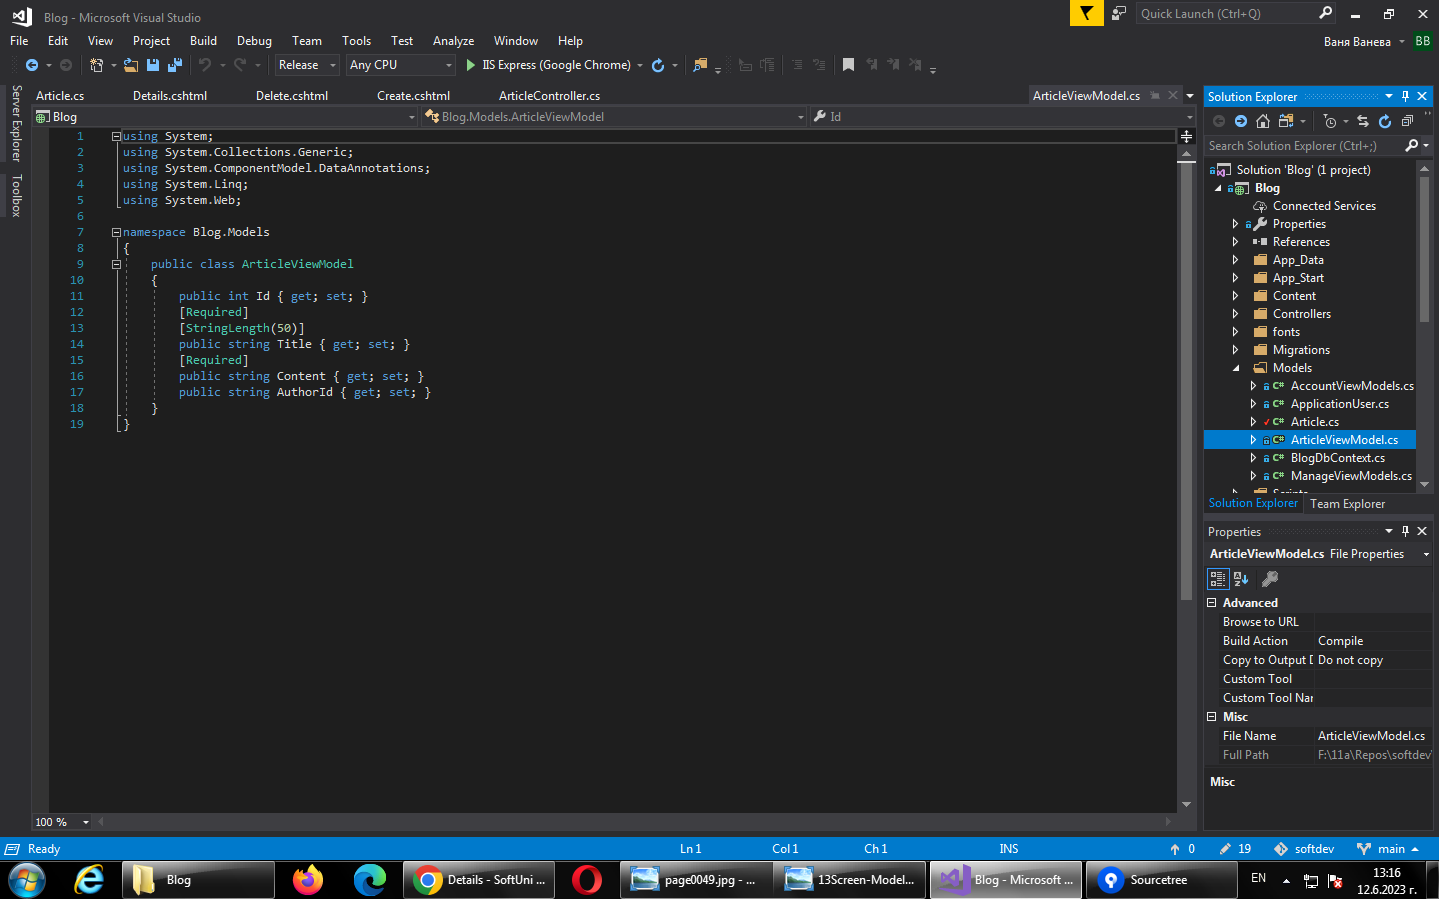 Blog - Microsoft Visual Studio
Quick Launch (Ctrl+Q)
File Edit View Project Build Debug Team Tools Test Analyze Window Help
Ваня Ванева BB
Release Any CPU IIS Express (Google Chrome)
Server Explorer
Toolbox
Article.cs Details.cshtml Delete.cshtml Create.cshtml ArticleController.cs ArticleViewModel.cs
Blog Blog.Models.ArticleViewModel Id
1 using System;
2 using System.Collections.Generic;
3 using System.ComponentModel.DataAnnotations;
4 using System.Linq;
5 using System.Web;
6
7 namespace Blog.Models
8 {
9 public class ArticleViewModel
10 {
11 public int Id { get; set; }
12 [Required]
13 [StringLength(50)]
14 public string Title { get; set; }
15 [Required]
16 public string Content { get; set; }
17 public string AuthorId { get; set; }
18 }
19 }
100 %
Solution Explorer
Search Solution Explorer (Ctrl+;)
Solution 'Blog' (1 project)
Blog
Connected Services
Properties
References
App_Data
App_Start
Content
Controllers
fonts
Migrations
Models
AccountViewModels.cs
ApplicationUser.cs
Article.cs
ArticleViewModel.cs
BlogDbContext.cs
ManageViewModels.cs
Solution Explorer Team Explorer
Properties
ArticleViewModel.cs File Properties
Advanced
Browse to URL
Build Action Compile
Copy to Output D Do not copy
Custom Tool
Custom Tool Nar
Misc
File Name ArticleViewModel.cs
Full Path F:\11a\Repos\softdev\
Misc
Ready Ln 1 Col 1 Ch 1 INS 0 19 softdev main
Blog Details - SoftUni ... page0049.jpg - ... 13Screen-Model... Blog - Microsoft ... Sourcetree EN 13:16
12.6.2023 г.